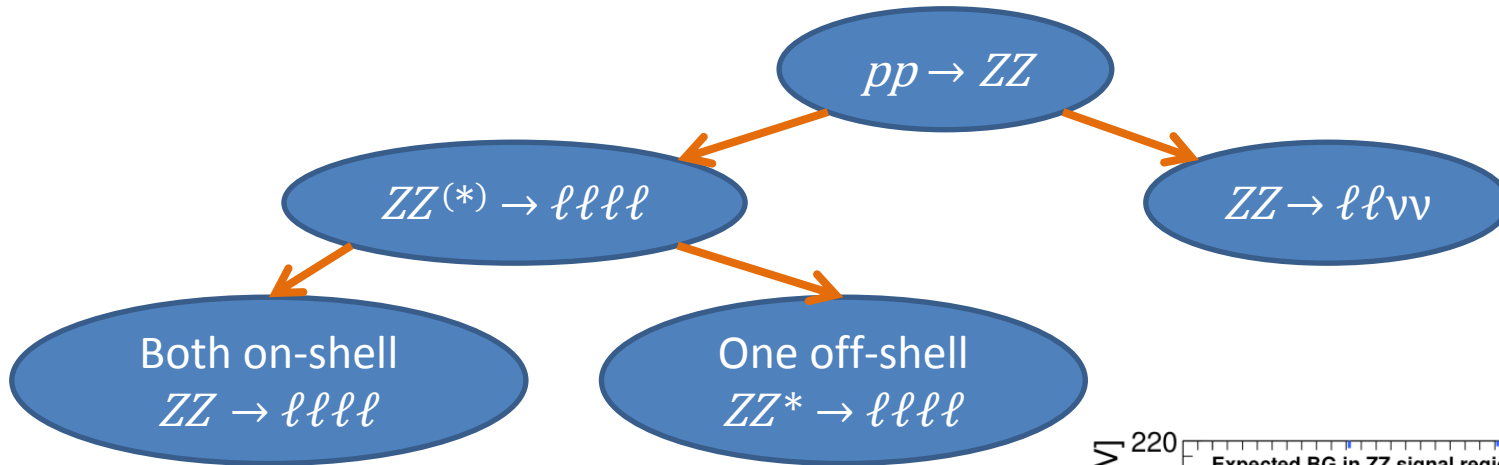 pp → ZZ
ZZ⁽*⁾ → ℓℓℓℓ
ZZ → ℓℓνν
Both on-shell
ZZ → ℓℓℓℓ
One off-shell
ZZ* → ℓℓℓℓ
220
Expected BG in ZZ signal